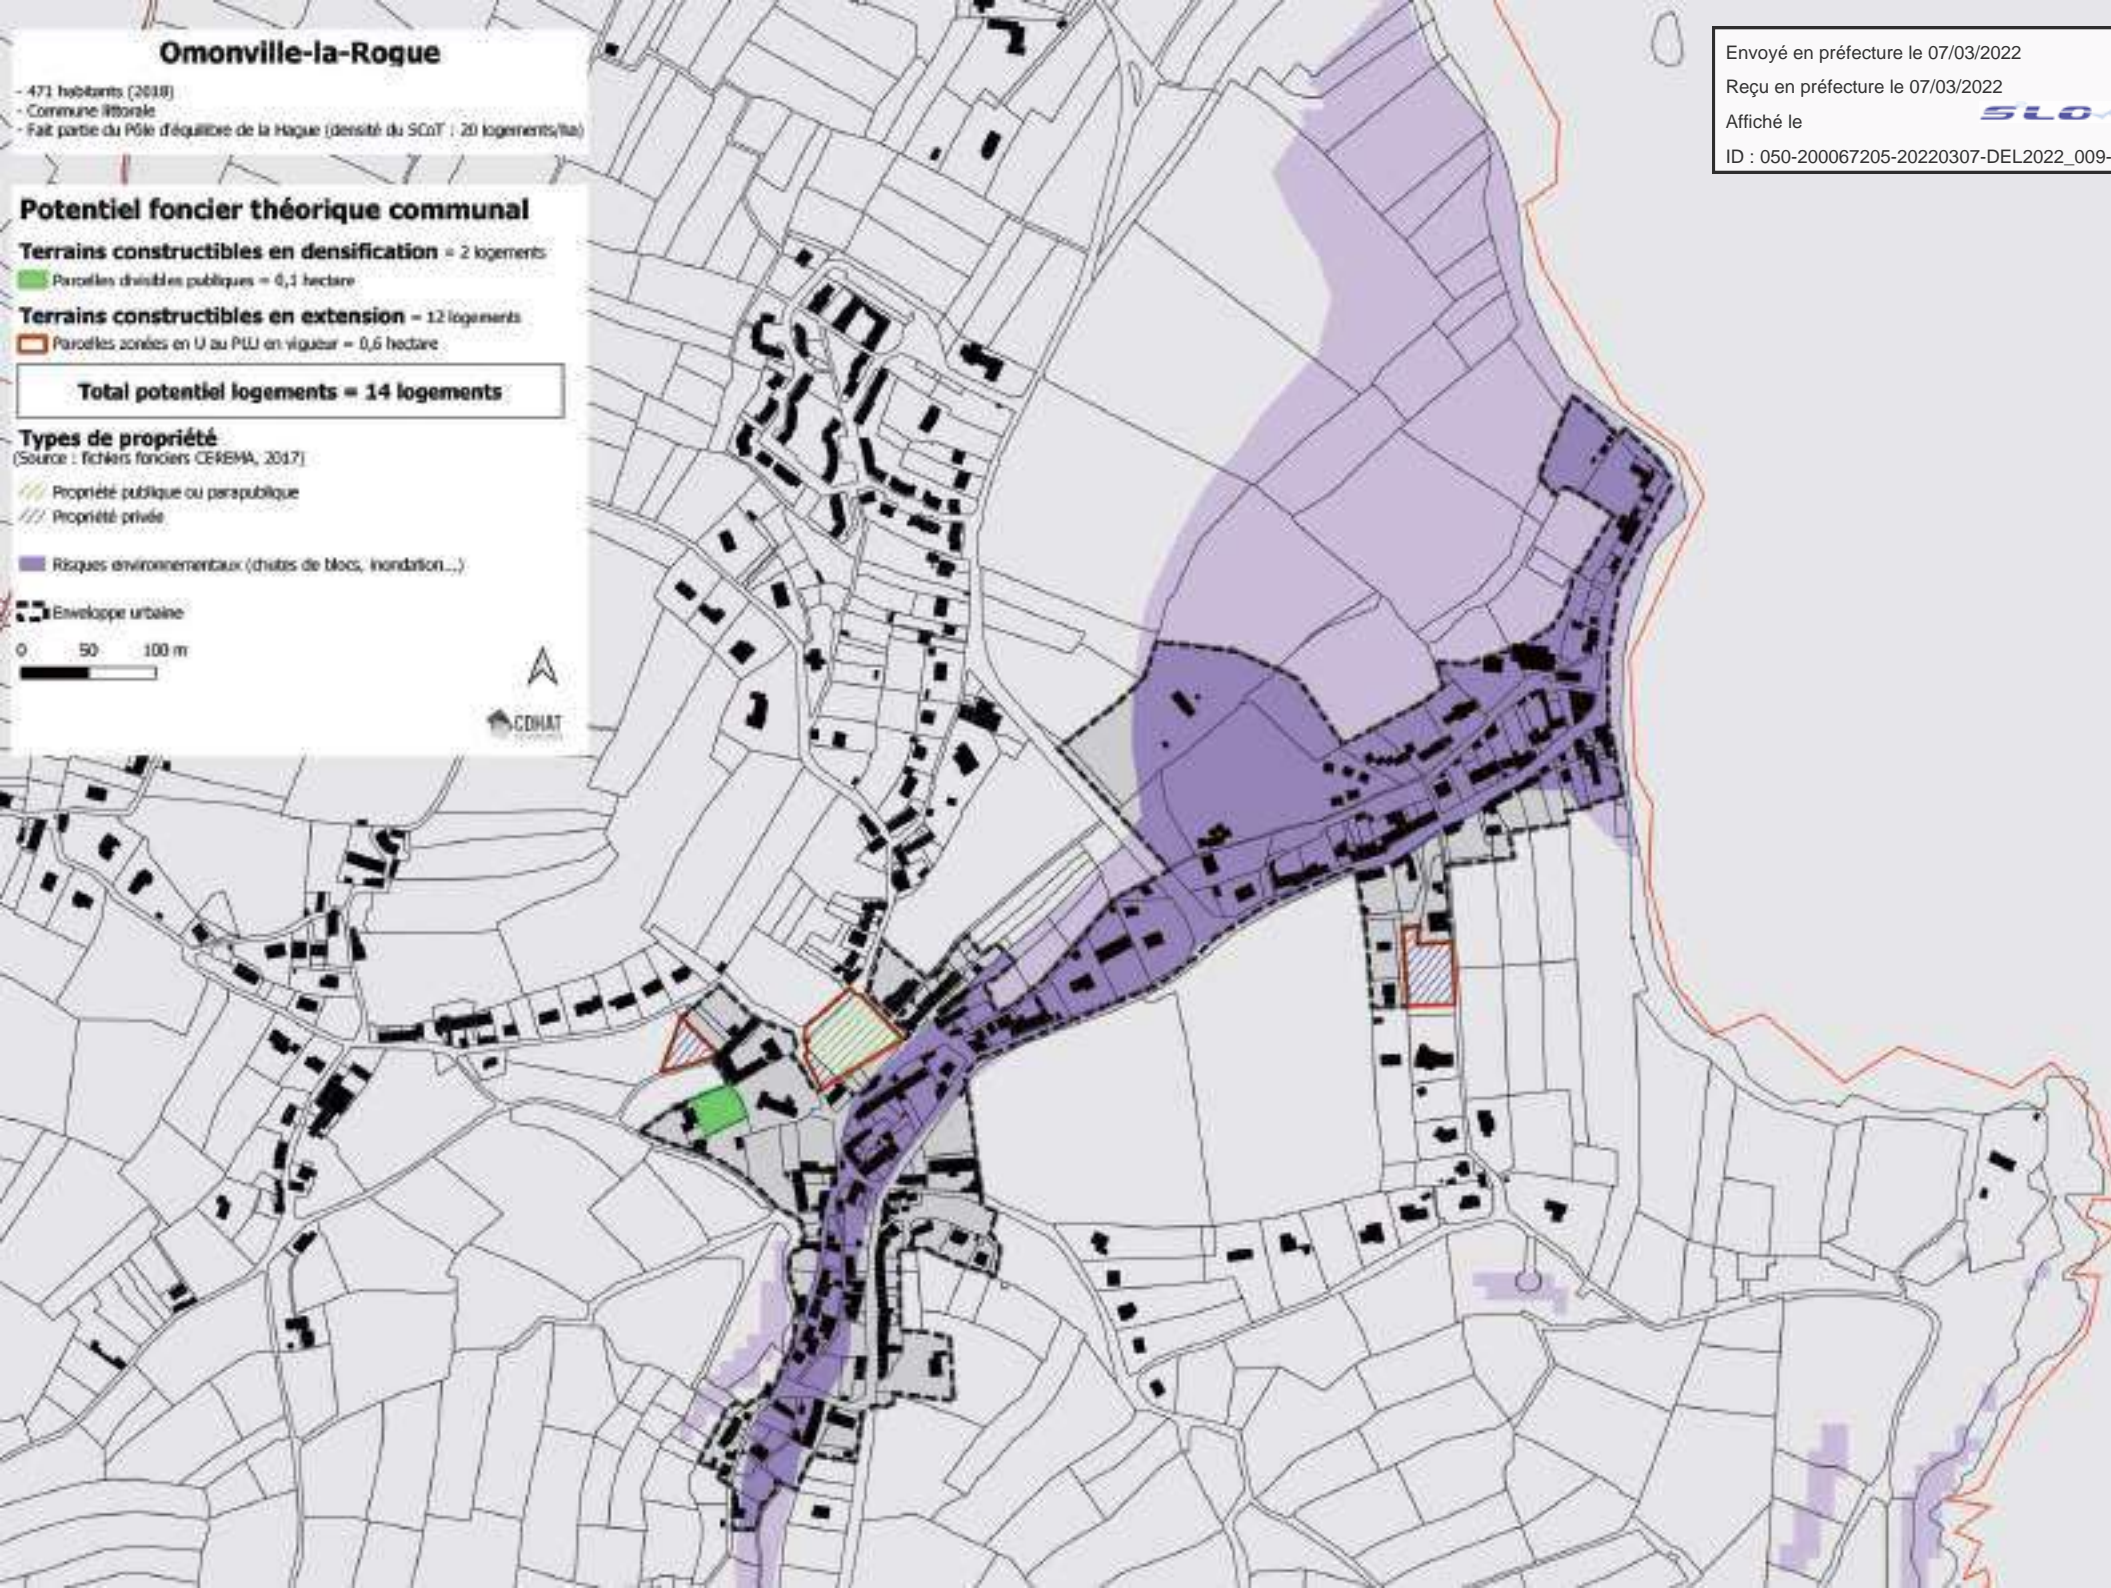 Omonville-la-Rogue
- 471 habitants (2018)
- Commune littorale
- Fait partie du Pôle d'équilibre de la Hague (densité du SCoT : 20 logements/ha)
Potentiel foncier théorique communal
Terrains constructibles en densification = 2 logements
Parcelles divisibles publiques = 0,1 hectare
Terrains constructibles en extension = 12 logements
Parcelles zonées en U au PLU en vigueur = 0,6 hectare
Total potentiel logements = 14 logements
Types de propriété
(Source : fichiers fonciers CEREMA, 2017)
Propriété publique ou parapublique
Propriété privée
Risques environnementaux (chutes de blocs, inondation...)
Enveloppe urbaine
0 50 100 m
CDHAT
Envoyé en préfecture le 07/03/2022
Reçu en préfecture le 07/03/2022
Affiché le
SLO
ID : 050-200067205-20220307-DEL2022_009-